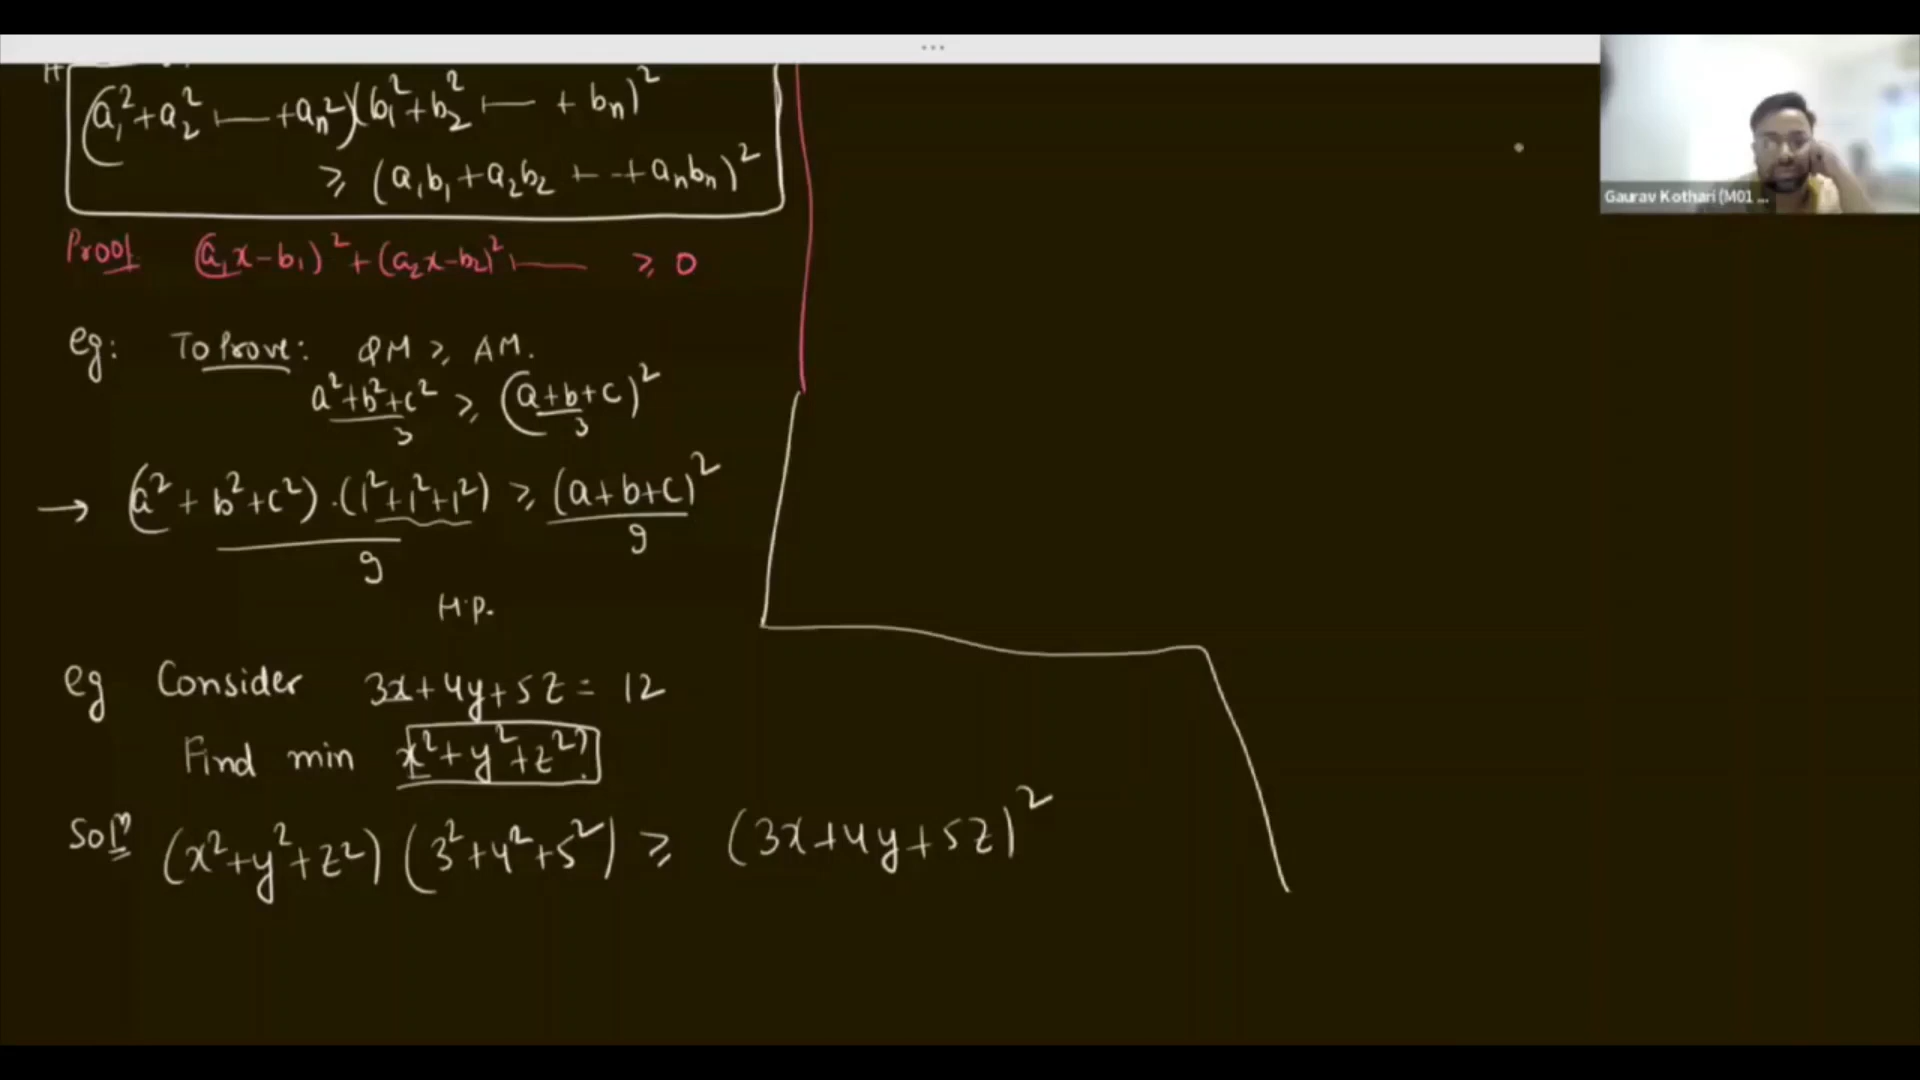 (a₁²+a₂² —— +aₙ²)(b₁²+b₂² —— + bₙ)²
≥ (a₁b₁+a₂b₂ + - + aₙbₙ)²
Proof (a₁x-b₁)²+(a₂x-b₂)² —— ≥ 0
eg: To Prove: QM ≥ AM.
a²+b²+c²/3 ≥ (a+b+c/3)²
→ (a²+b²+c²)·(1²+1²+1²)/9 ≥ (a+b+c)²/9
H.p.
eg Consider 3x+4y+5z = 12
Find min x²+y²+z²?
Solⁿ (x²+y²+z²)(3²+4²+5²) ≥ (3x+4y+5z)²
Gaurav Kothari (M01 ...